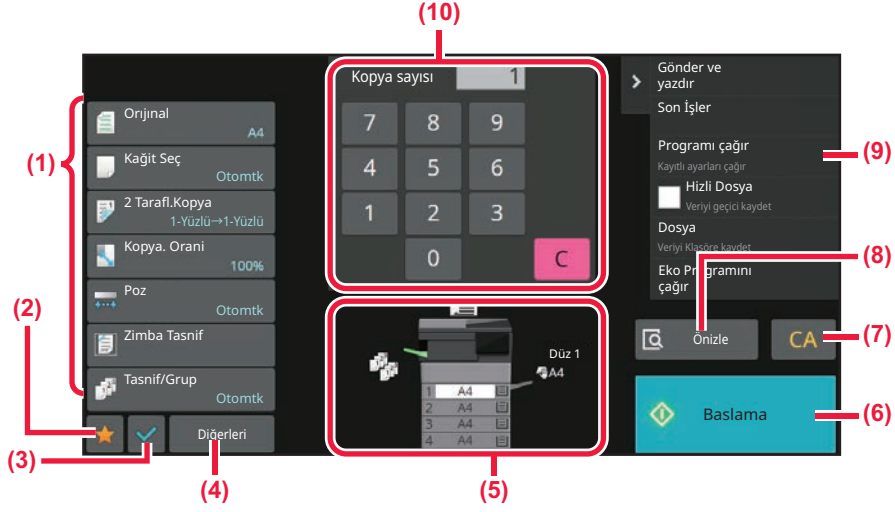 (10)
(1)
Orıjınal
A4
Kağit Seç
Otomtk
2 Tarafl.Kopya
1-Yüzlü→1-Yüzlü
Kopya. Orani
100%
Poz
Otomtk
Zimba Tasnif
Tasnif/Grup
Otomtk
(2)
(3)
Diğerleri
(4)
Kopya sayısı 1
7 8 9
4 5 6
1 2 3
0 C
Düz 1
A4
1 A4
2 A4
3 A4
4 A4
(5)
Gönder ve
yazdır
Son İşler
Programı çağır
Kayıtlı ayarları çağır
Hizli Dosya
Veriyi geçici kaydet
Dosya
Veriyi Klasöre kaydet
Eko Programını
çağır
(9)
(8)
Önizle
CA
(7)
Baslama
(6)